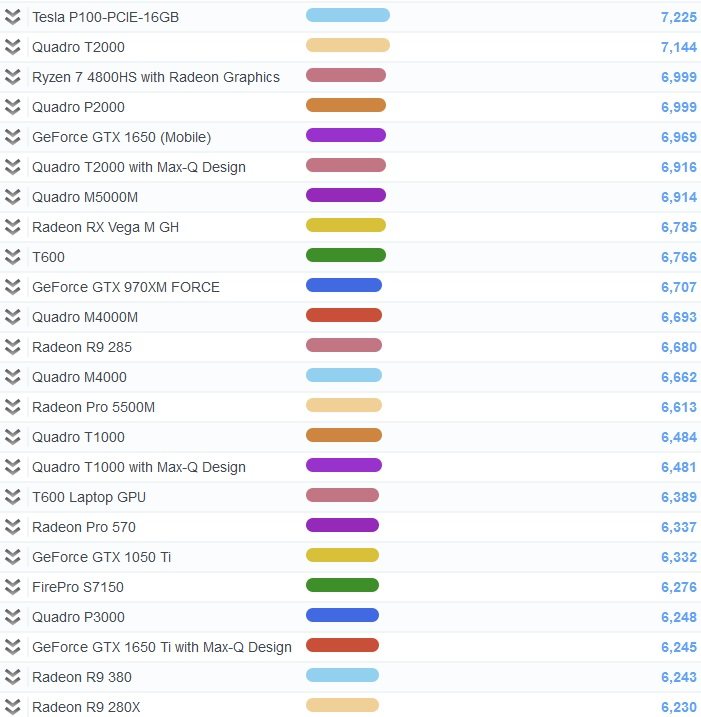 Tesla P100-PCIE-16GB 7,225
Quadro T2000 7,144
Ryzen 7 4800HS with Radeon Graphics 6,999
Quadro P2000 6,999
GeForce GTX 1650 (Mobile) 6,969
Quadro T2000 with Max-Q Design 6,916
Quadro M5000M 6,914
Radeon RX Vega M GH 6,785
T600 6,766
GeForce GTX 970XM FORCE 6,707
Quadro M4000M 6,693
Radeon R9 285 6,680
Quadro M4000 6,662
Radeon Pro 5500M 6,613
Quadro T1000 6,484
Quadro T1000 with Max-Q Design 6,481
T600 Laptop GPU 6,389
Radeon Pro 570 6,337
GeForce GTX 1050 Ti 6,332
FirePro S7150 6,276
Quadro P3000 6,248
GeForce GTX 1650 Ti with Max-Q Design 6,245
Radeon R9 380 6,243
Radeon R9 280X 6,230